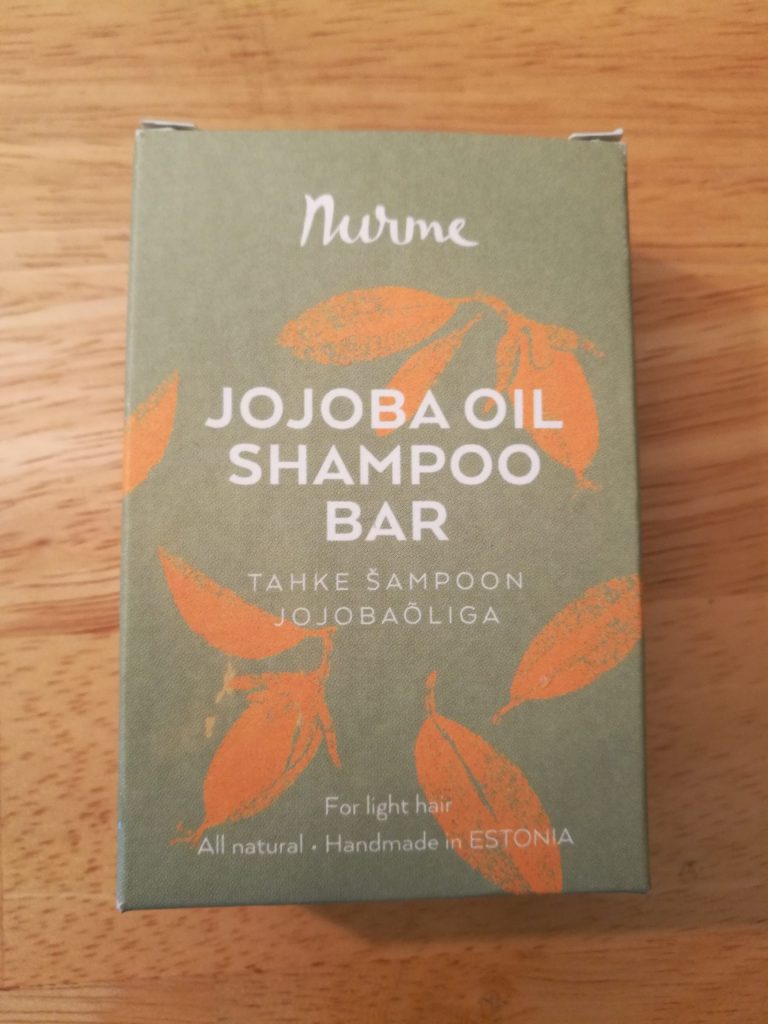 Nurme
JOJOBA OIL
SHAMPOO
BAR
TAHKE ŠAMPOON
JOJOBAÕLIGA
For light hair
All natural • Handmade in ESTONIA